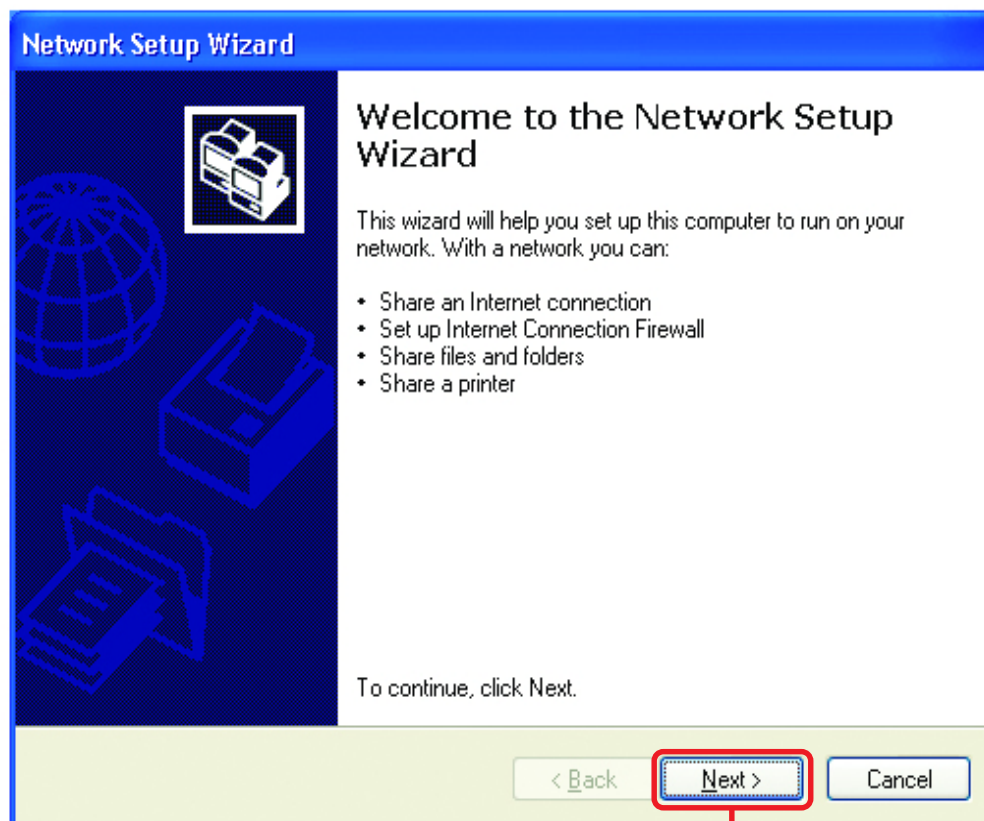 Network Setup Wizard
Welcome to the Network Setup
Wizard
This wizard will help you set up this computer to run on your
network. With a network you can:
• Share an Internet connection
• Set up Internet Connection Firewall
• Share files and folders
• Share a printer
To continue, click Next.
< Back
Next >
Cancel